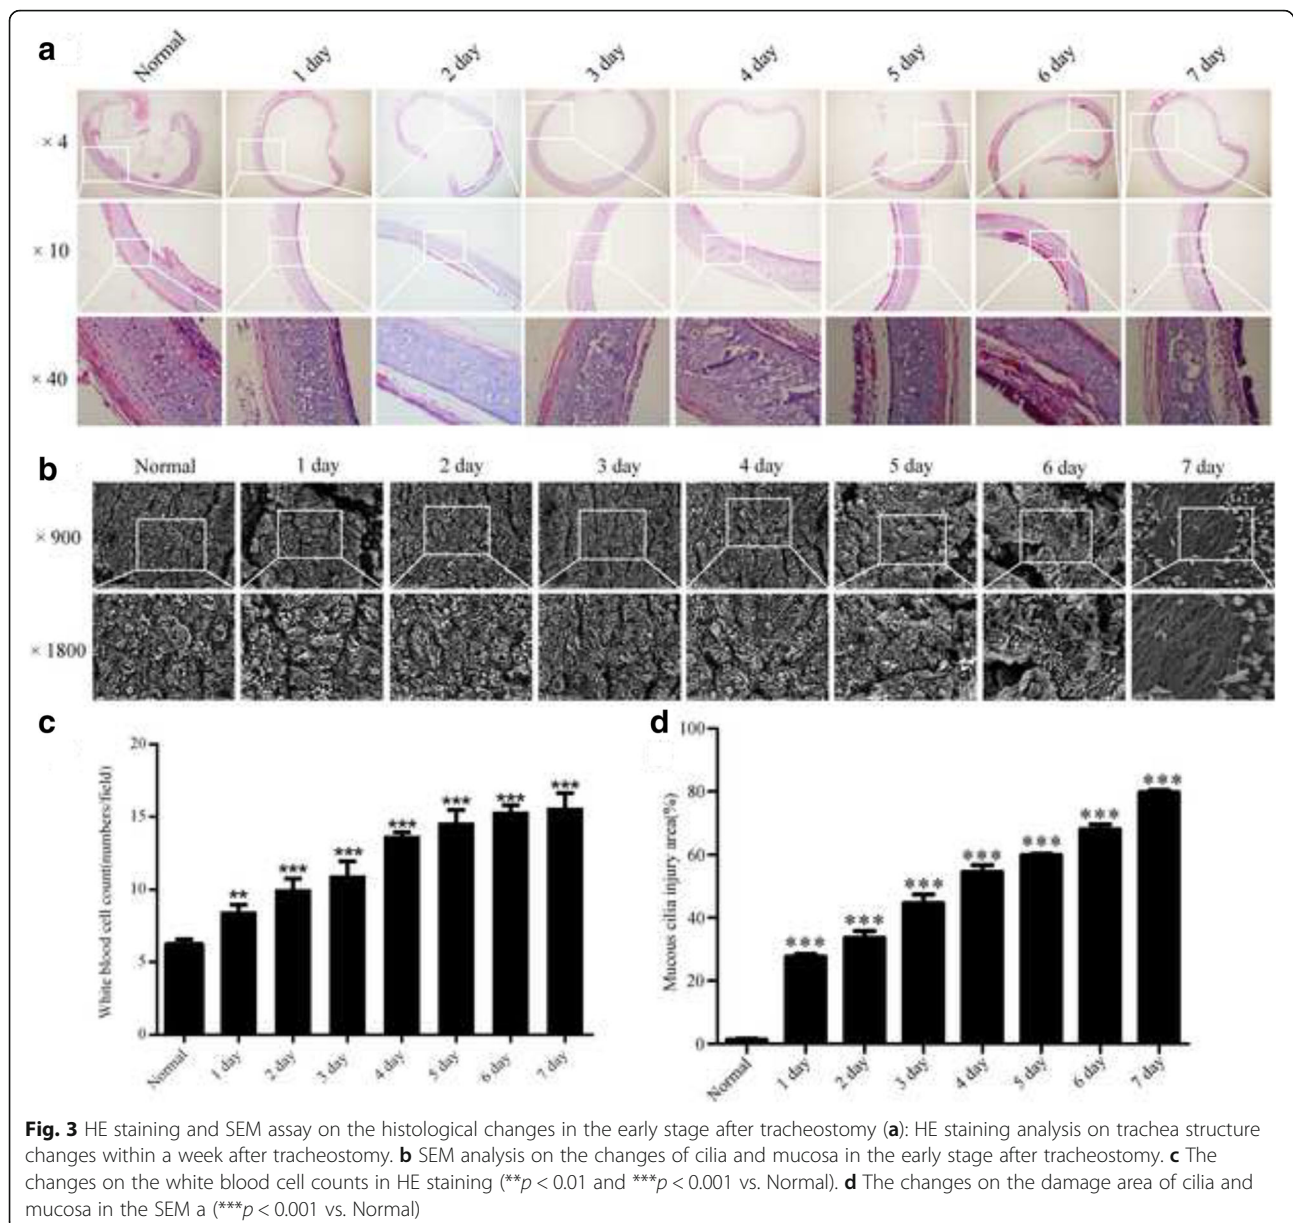 a
Normal 1 day 2 day 3 day 4 day 5 day 6 day 7 day
× 4
× 10
× 40
b
Normal 1 day 2 day 3 day 4 day 5 day 6 day 7 day
× 900
× 1800
c
White blood cell count(numbers/field)
20
15
10
5
0
** *** *** *** *** *** ***
Normal 1 day 2 day 3 day 4 day 5 day 6 day 7 day
d
Mucous cilia injury area(%)
100
80
60
40
20
0
*** *** *** *** *** *** ***
Normal 1 day 2 day 3 day 4 day 5 day 6 day 7 day
Fig. 3 HE staining and SEM assay on the histological changes in the early stage after tracheostomy (a): HE staining analysis on trachea structure
changes within a week after tracheostomy. b SEM analysis on the changes of cilia and mucosa in the early stage after tracheostomy. c The
changes on the white blood cell counts in HE staining (**p < 0.01 and ***p < 0.001 vs. Normal). d The changes on the damage area of cilia and
mucosa in the SEM a (***p < 0.001 vs. Normal)